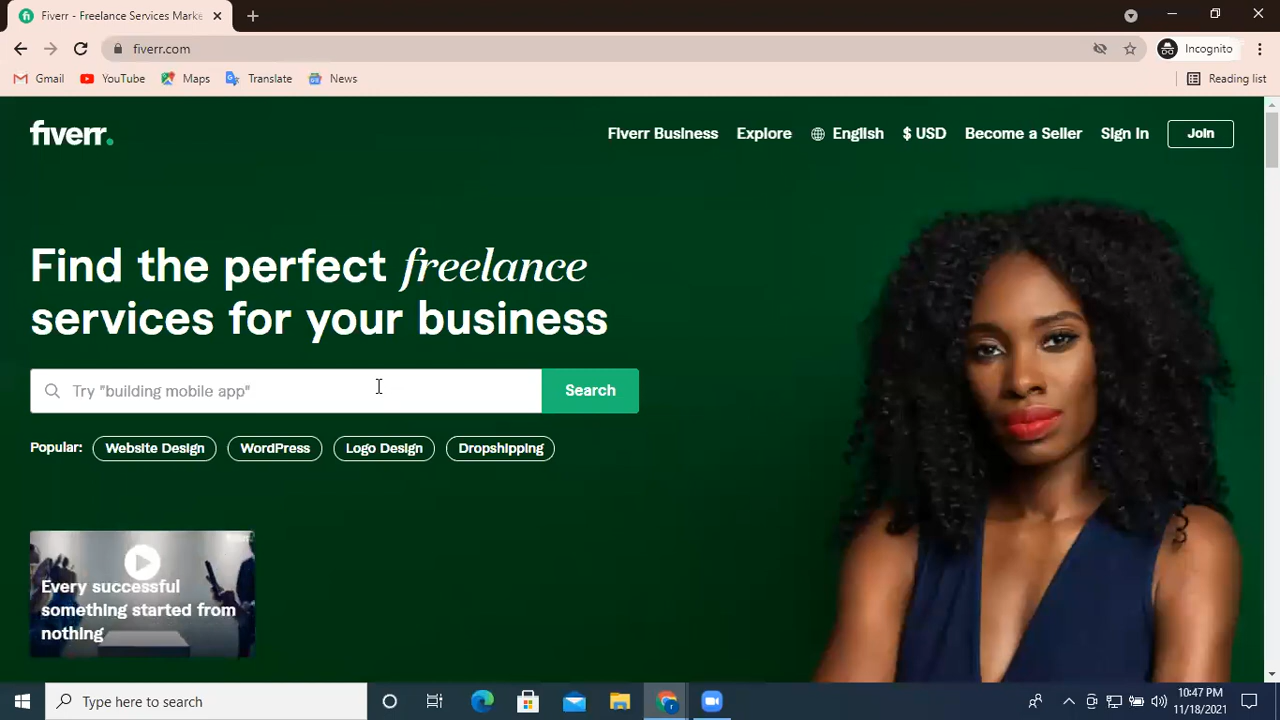 Fiverr - Freelance Services Marke
fiverr.com
Incognito
Gmail
YouTube
Maps
Translate
News
Reading list
fiverr.
Fiverr Business
Explore
English
$ USD
Become a Seller
Sign In
Join
Find the perfect freelance
services for your business
Try "building mobile app"
Search
Popular:
Website Design
WordPress
Logo Design
Dropshipping
fiverr.
Every successful
something started from
nothing
Type here to search
10:47 PM
11/18/2021